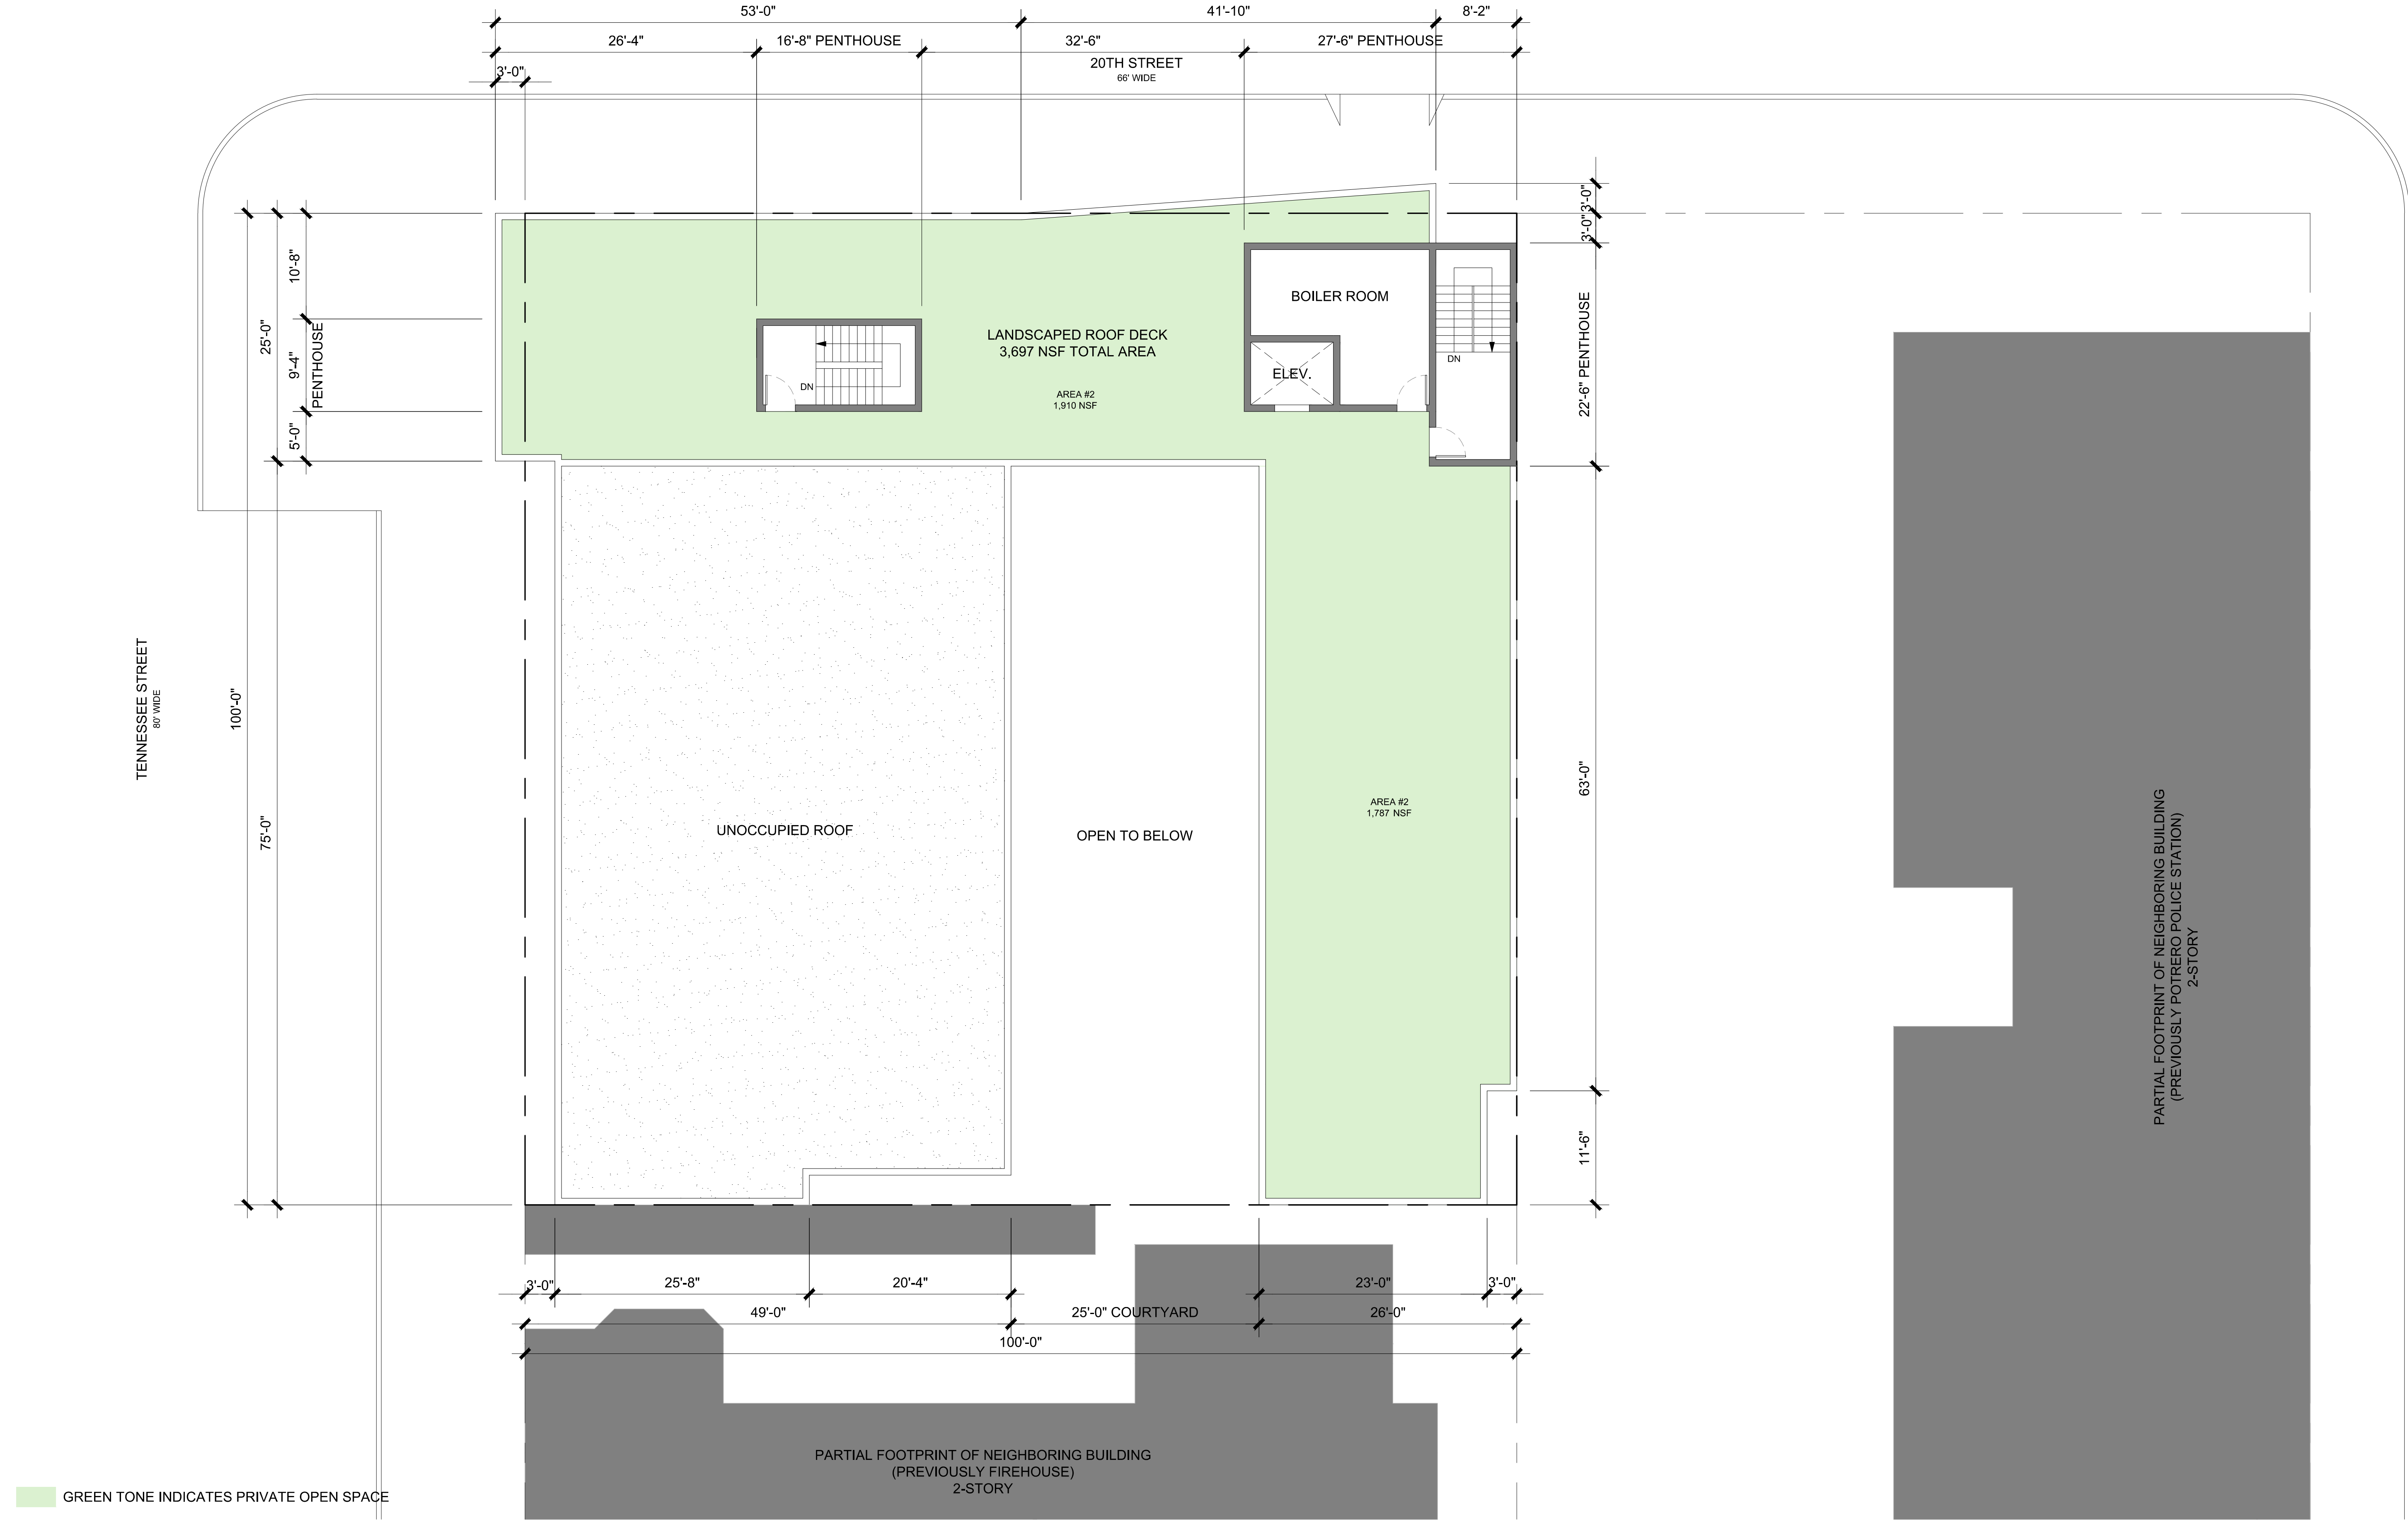 53'-0"
41'-10"
8'-2"
26'-4"
16'-8" PENTHOUSE
32'-6"
27'-6" PENTHOUSE
3'-0"
20TH STREET
66' WIDE
3'-0"
3'-0"
10'-8"
25'-0"
9'-4"
PENTHOUSE
5'-0"
BOILER ROOM
22'-6" PENTHOUSE
LANDSCAPED ROOF DECK
3,697 NSF TOTAL AREA
DN
ELEV.
DN
AREA #2
1,910 NSF
TENNESSEE STREET
80' WIDE
100'-0"
75'-0"
63'-0"
UNOCCUPIED ROOF
OPEN TO BELOW
AREA #2
1,787 NSF
PARTIAL FOOTPRINT OF NEIGHBORING BUILDING
(PREVIOUSLY POTRERO POLICE STATION)
2-STORY
11'-6"
3'-0"
25'-8"
20'-4"
23'-0"
3'-0"
49'-0"
25'-0" COURTYARD
26'-0"
100'-0"
PARTIAL FOOTPRINT OF NEIGHBORING BUILDING
(PREVIOUSLY FIREHOUSE)
2-STORY
GREEN TONE INDICATES PRIVATE OPEN SPACE